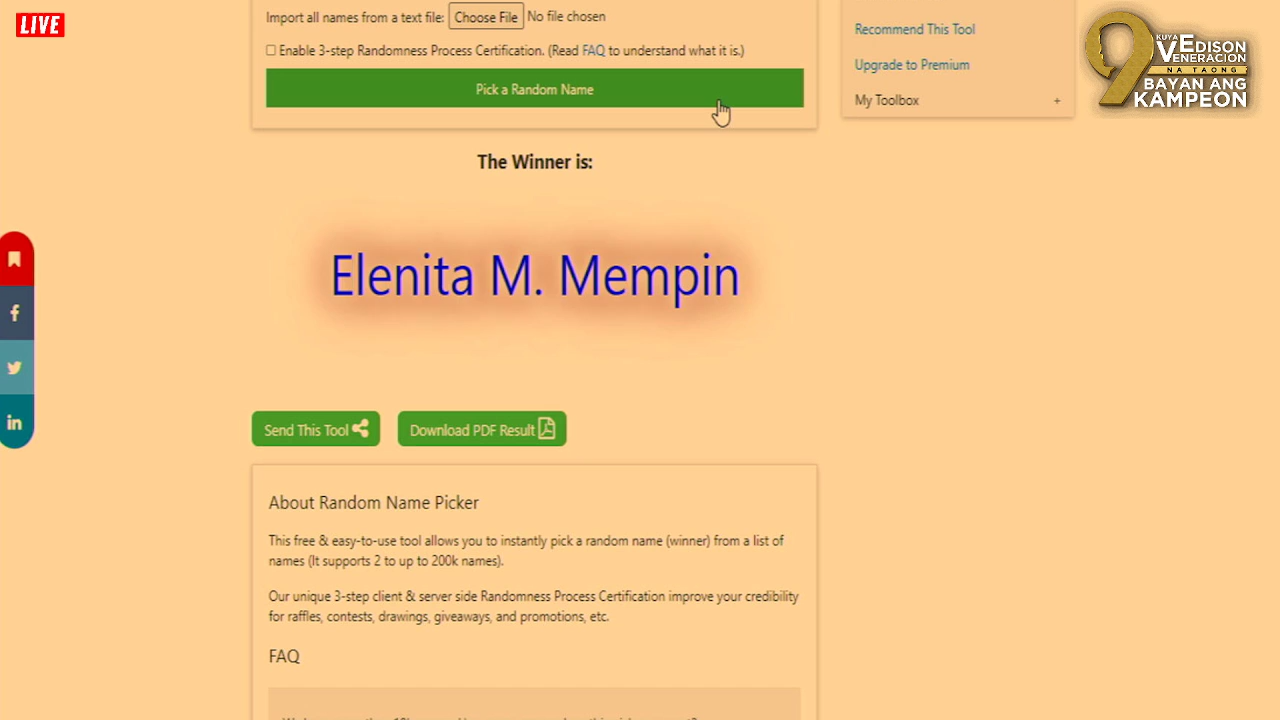 LIVE
Import all names from a text file: Choose File No file chosen
Enable 3-step Randomness Process Certification. (Read FAQ to understand what it is.)
Pick a Random Name
Recommend This Tool
Upgrade to Premium
My Toolbox +
9
KUYA
VEDISON
VENERACION
NA TAONG
BAYAN ANG
KAMPEON
The Winner is:
Elenita M. Mempin
Send This Tool
Download PDF Result
About Random Name Picker
This free & easy-to-use tool allows you to instantly pick a random name (winner) from a list of
names (It supports 2 to up to 200k names).
Our unique 3-step client & server side Randomness Process Certification improve your credibility
for raffles, contests, drawings, giveaways, and promotions, etc.
FAQ